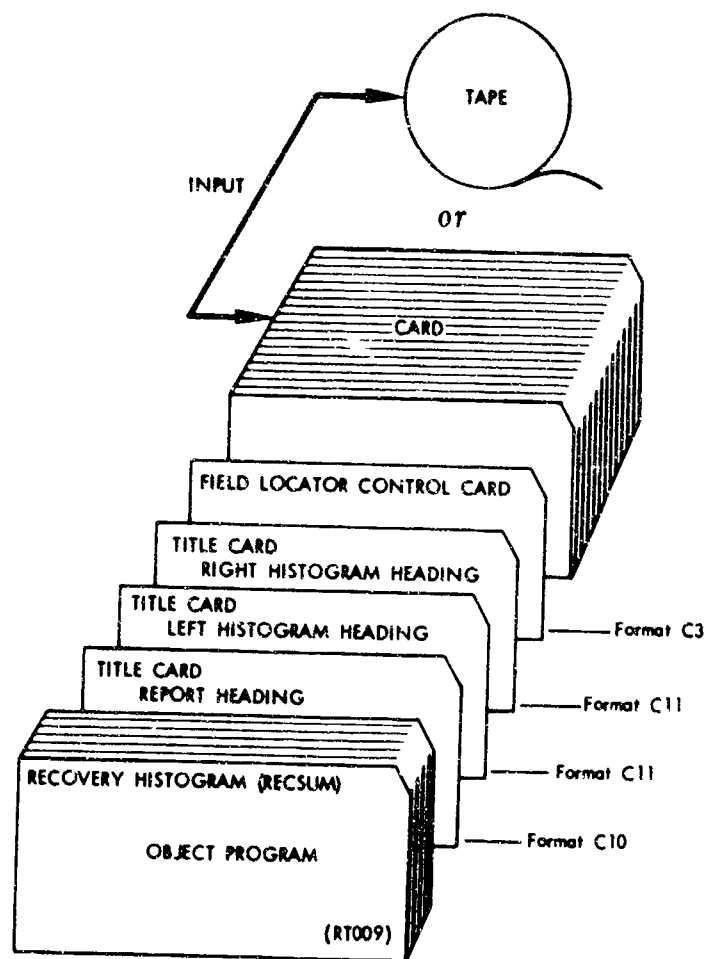 TAPE
INPUT
or
CARD
FIELD LOCATOR CONTROL CARD
TITLE CARD
RIGHT HISTOGRAM HEADING
Format C3
TITLE CARD
LEFT HISTOGRAM HEADING
Format C11
TITLE CARD
REPORT HEADING
Format C11
RECOVERY HISTOGRAM (RECSUM)
Format C10
OBJECT PROGRAM
(RT009)